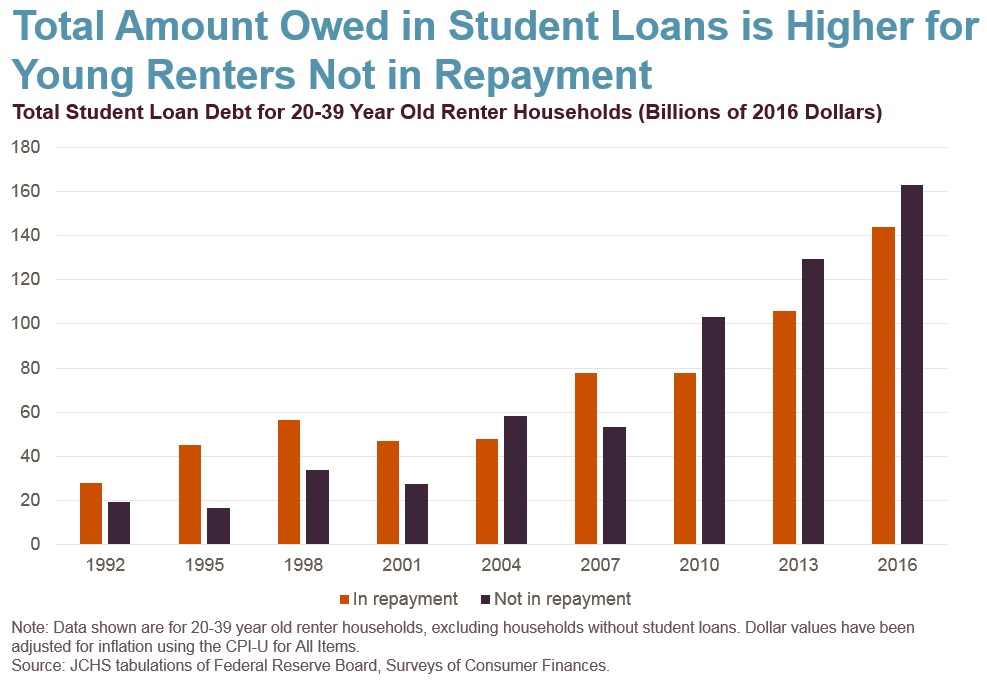 Total Amount Owed in Student Loans is Higher for
Young Renters Not in Repayment
Total Student Loan Debt for 20-39 Year Old Renter Households (Billions of 2016 Dollars)
180
160
140
120
100
80
60
40
20
0
1992 1995 1998 2001 2004 2007 2010 2013 2016
In repayment Not in repayment
Note: Data shown are for 20-39 year old renter households, excluding households without student loans. Dollar values have been
adjusted for inflation using the CPI-U for All Items.
Source: JCHS tabulations of Federal Reserve Board, Surveys of Consumer Finances.